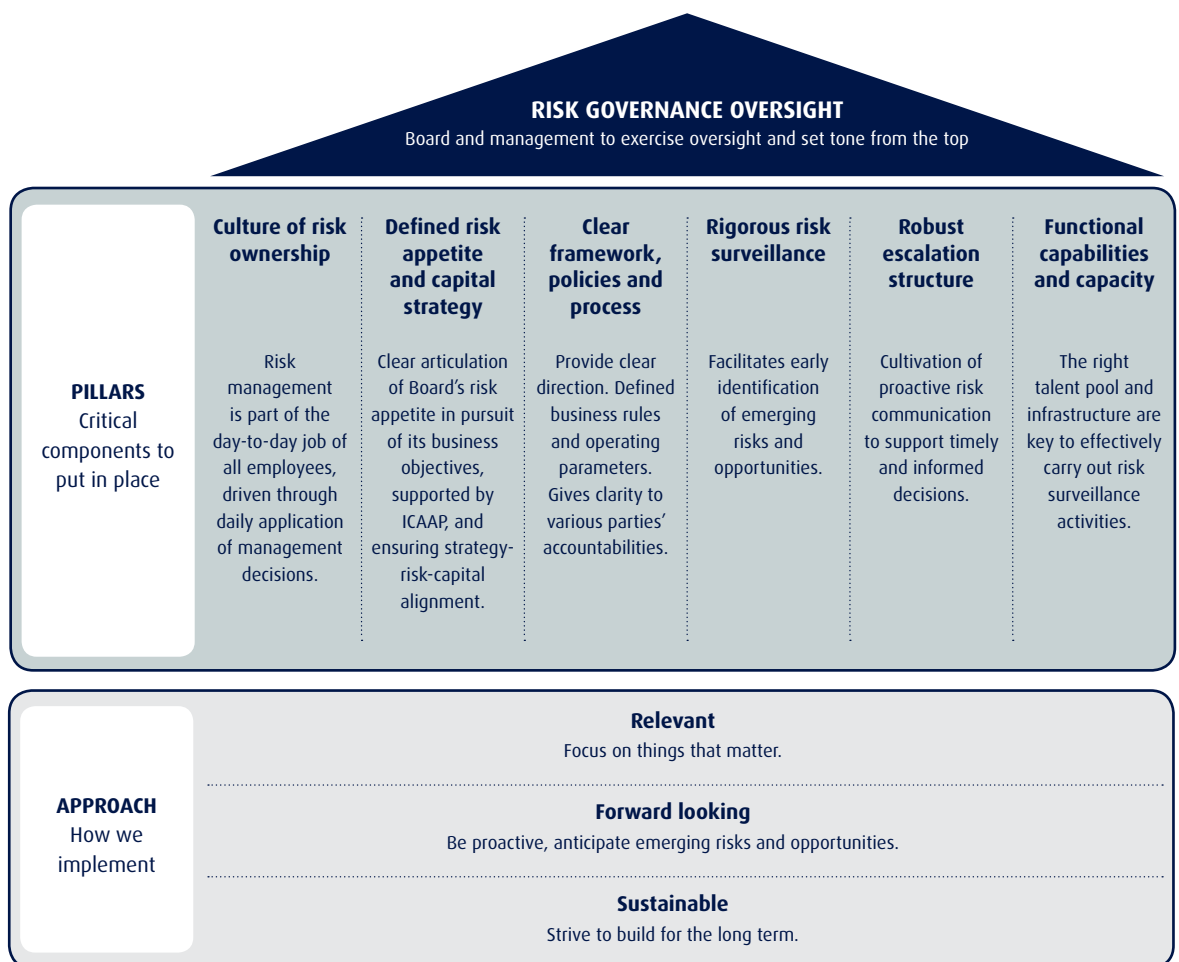 RISK GOVERNANCE OVERSIGHT
Board and management to exercise oversight and set tone from the top
PILLARS
Critical
components to
put in place
Culture of risk
ownership
Risk
management
is part of the
day-to-day job of
all employees,
driven through
daily application
of management
decisions.
Defined risk
appetite
and capital
strategy
Clear articulation
of Board’s risk
appetite in pursuit
of its business
objectives,
supported by
ICAAP, and
ensuring strategy-
risk-capital
alignment.
Clear
framework,
policies and
process
Provide clear
direction. Defined
business rules
and operating
parameters.
Gives clarity to
various parties’
accountabilities.
Rigorous risk
surveillance
Facilitates early
identification
of emerging
risks and
opportunities.
Robust
escalation
structure
Cultivation of
proactive risk
communication
to support timely
and informed
decisions.
Functional
capabilities
and capacity
The right
talent pool and
infrastructure are
key to effectively
carry out risk
surveillance
activities.
APPROACH
How we
implement
Relevant
Focus on things that matter.
Forward looking
Be proactive, anticipate emerging risks and opportunities.
Sustainable
Strive to build for the long term.